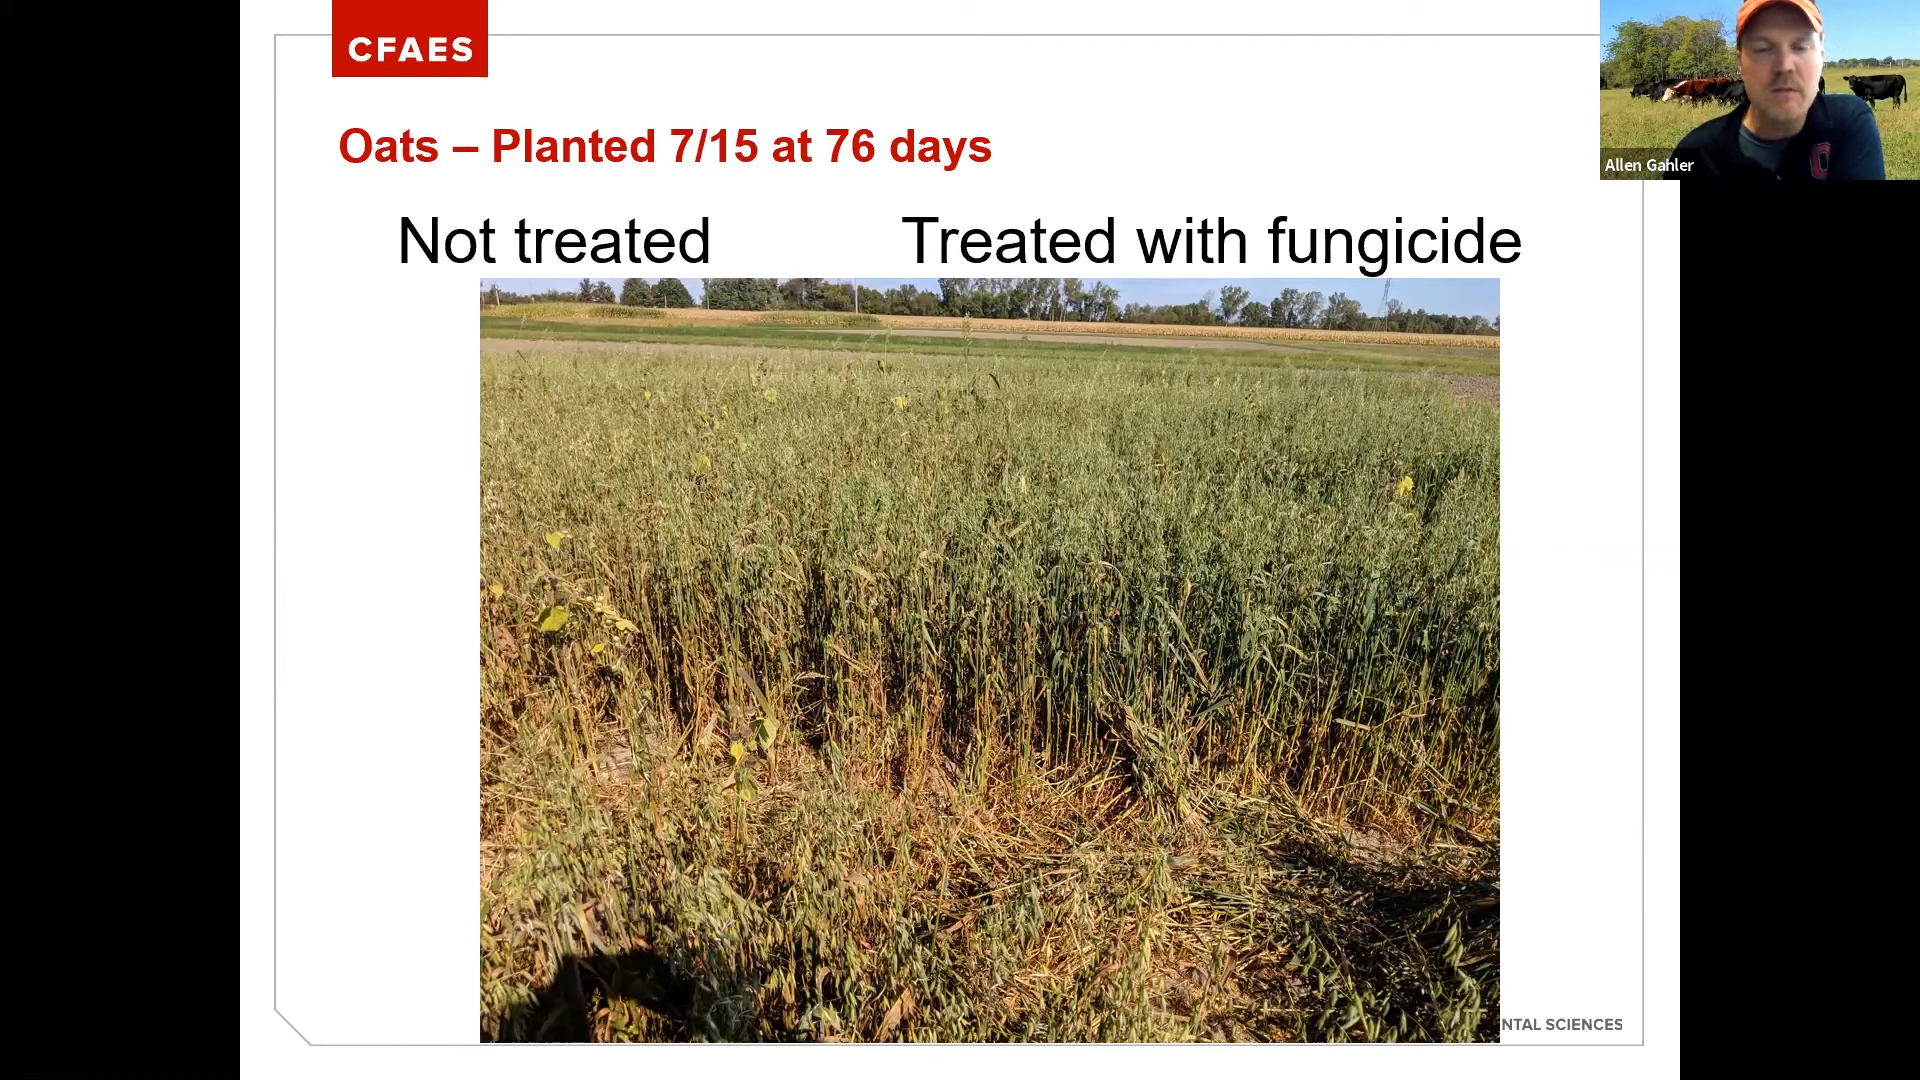 CFAES
Allen Gahler
Oats – Planted 7/15 at 76 days
Not treated
Treated with fungicide
NTAL SCIENCES